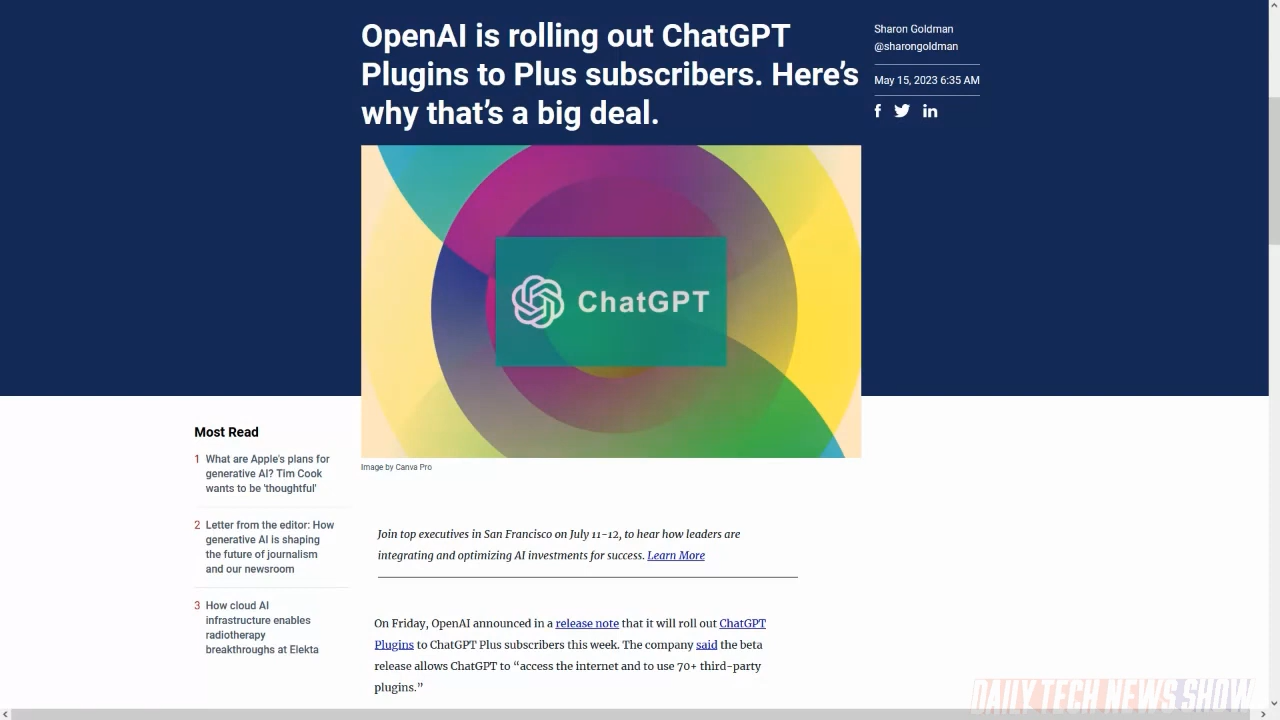 OpenAI is rolling out ChatGPT
Plugins to Plus subscribers. Here’s
why that’s a big deal.
Sharon Goldman
@sharongoldman
May 15, 2023 6:35 AM
ChatGPT
Image by Canva Pro
Most Read
1 What are Apple's plans for
generative AI? Tim Cook
wants to be 'thoughtful'
2 Letter from the editor: How
generative AI is shaping
the future of journalism
and our newsroom
3 How cloud AI
infrastructure enables
radiotherapy
breakthroughs at Elekta
Join top executives in San Francisco on July 11-12, to hear how leaders are
integrating and optimizing AI investments for success. Learn More
On Friday, OpenAI announced in a release note that it will roll out ChatGPT
Plugins to ChatGPT Plus subscribers this week. The company said the beta
release allows ChatGPT to “access the internet and to use 70+ third-party
plugins.”
DAILY TECH NEWS SHOW